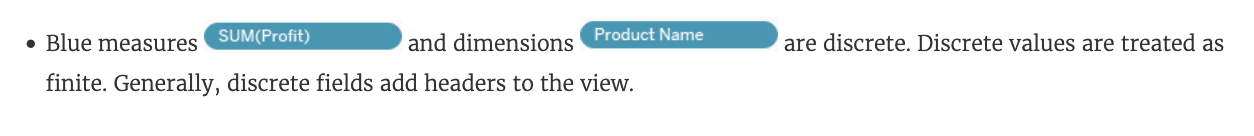 • Blue measures SUM(Profit) and dimensions Product Name are discrete. Discrete values are treated as
finite. Generally, discrete fields add headers to the view.